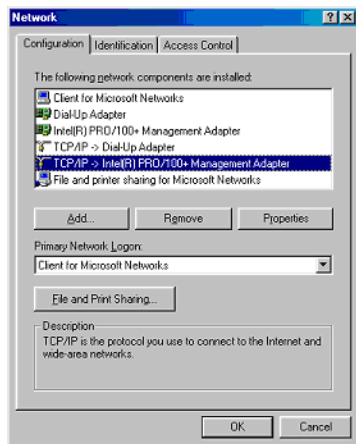 Network
Configuration Identification Access Control
The following network components are installed:
Client for Microsoft Networks
Dial-Up Adapter
Intel(R) PRO/100+ Management Adapter
TCP/IP -> Dial-Up Adapter
TCP/IP -> Intel(R) PRO/100+ Management Adapter
File and printer sharing for Microsoft Networks
Add... Remove Properties
Primary Network Logon:
Client for Microsoft Networks
File and Print Sharing...
Description
TCP/IP is the protocol you use to connect to the Internet and
wide-area networks.
OK Cancel